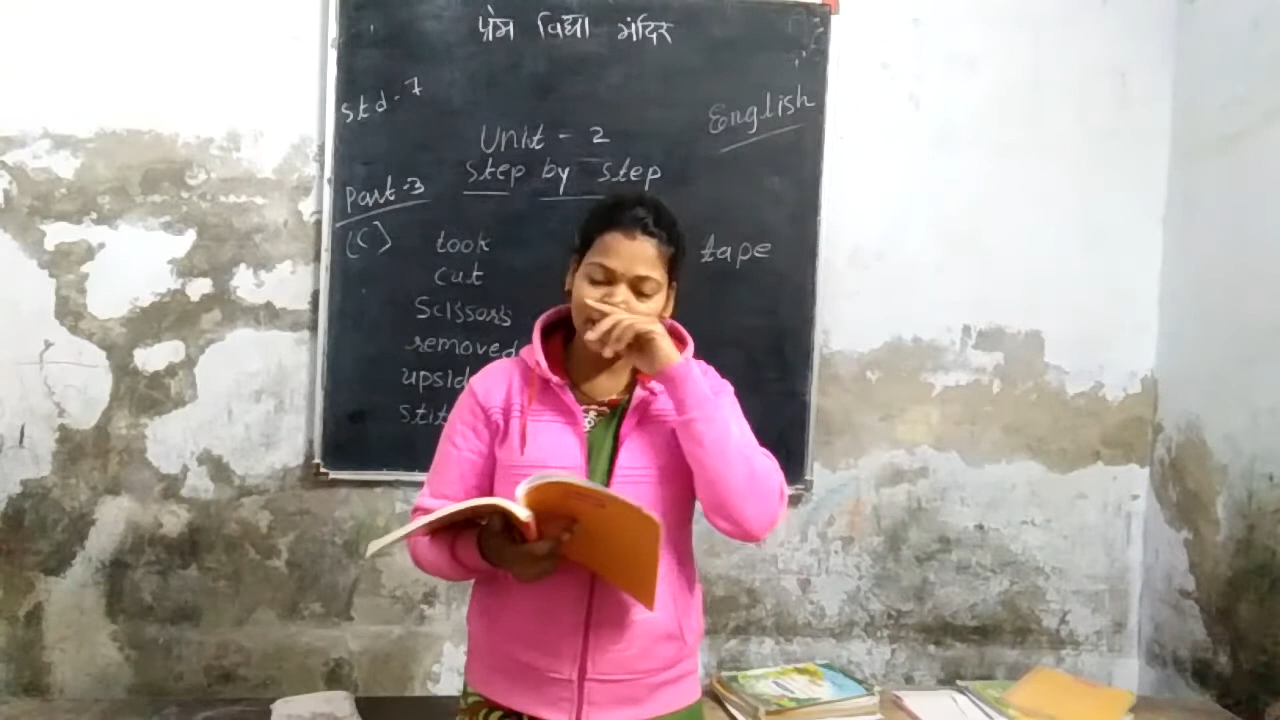 प्रेम विद्या मंदिर
std-7
English
Unit - 2
step by step
Part-3
(C) took
tape
cut
Scissors
removed